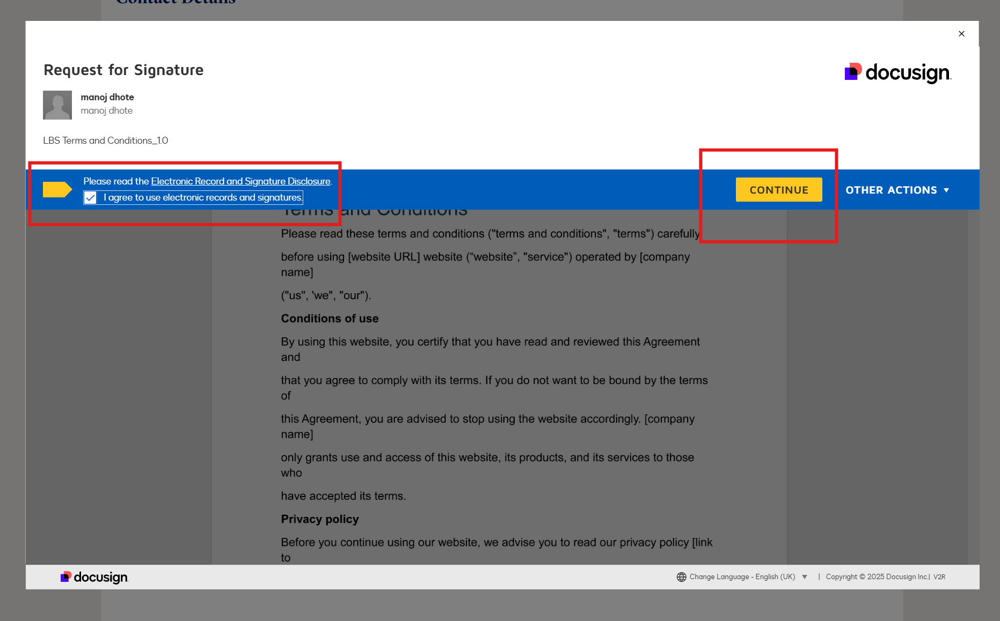 Contact Details
×
Request for Signature
docusign
manoj dhote
manoj dhote
LBS Terms and Conditions_1.0
Please read the Electronic Record and Signature Disclosure.
I agree to use electronic records and signatures.
CONTINUE
OTHER ACTIONS ▼
Terms and Conditions
Please read these terms and conditions ("terms and conditions", "terms") carefully
before using [website URL] website (“website”, "service") operated by [company
name]
("us", 'we", "our").
Conditions of use
By using this website, you certify that you have read and reviewed this Agreement
and
that you agree to comply with its terms. If you do not want to be bound by the terms
of
this Agreement, you are advised to stop using the website accordingly. [company
name]
only grants use and access of this website, its products, and its services to those
who
have accepted its terms.
Privacy policy
Before you continue using our website, we advise you to read our privacy policy [link
to
docusign
Change Language - English (UK) ▼ | Copyright © 2025 Docusign Inc.| V2R